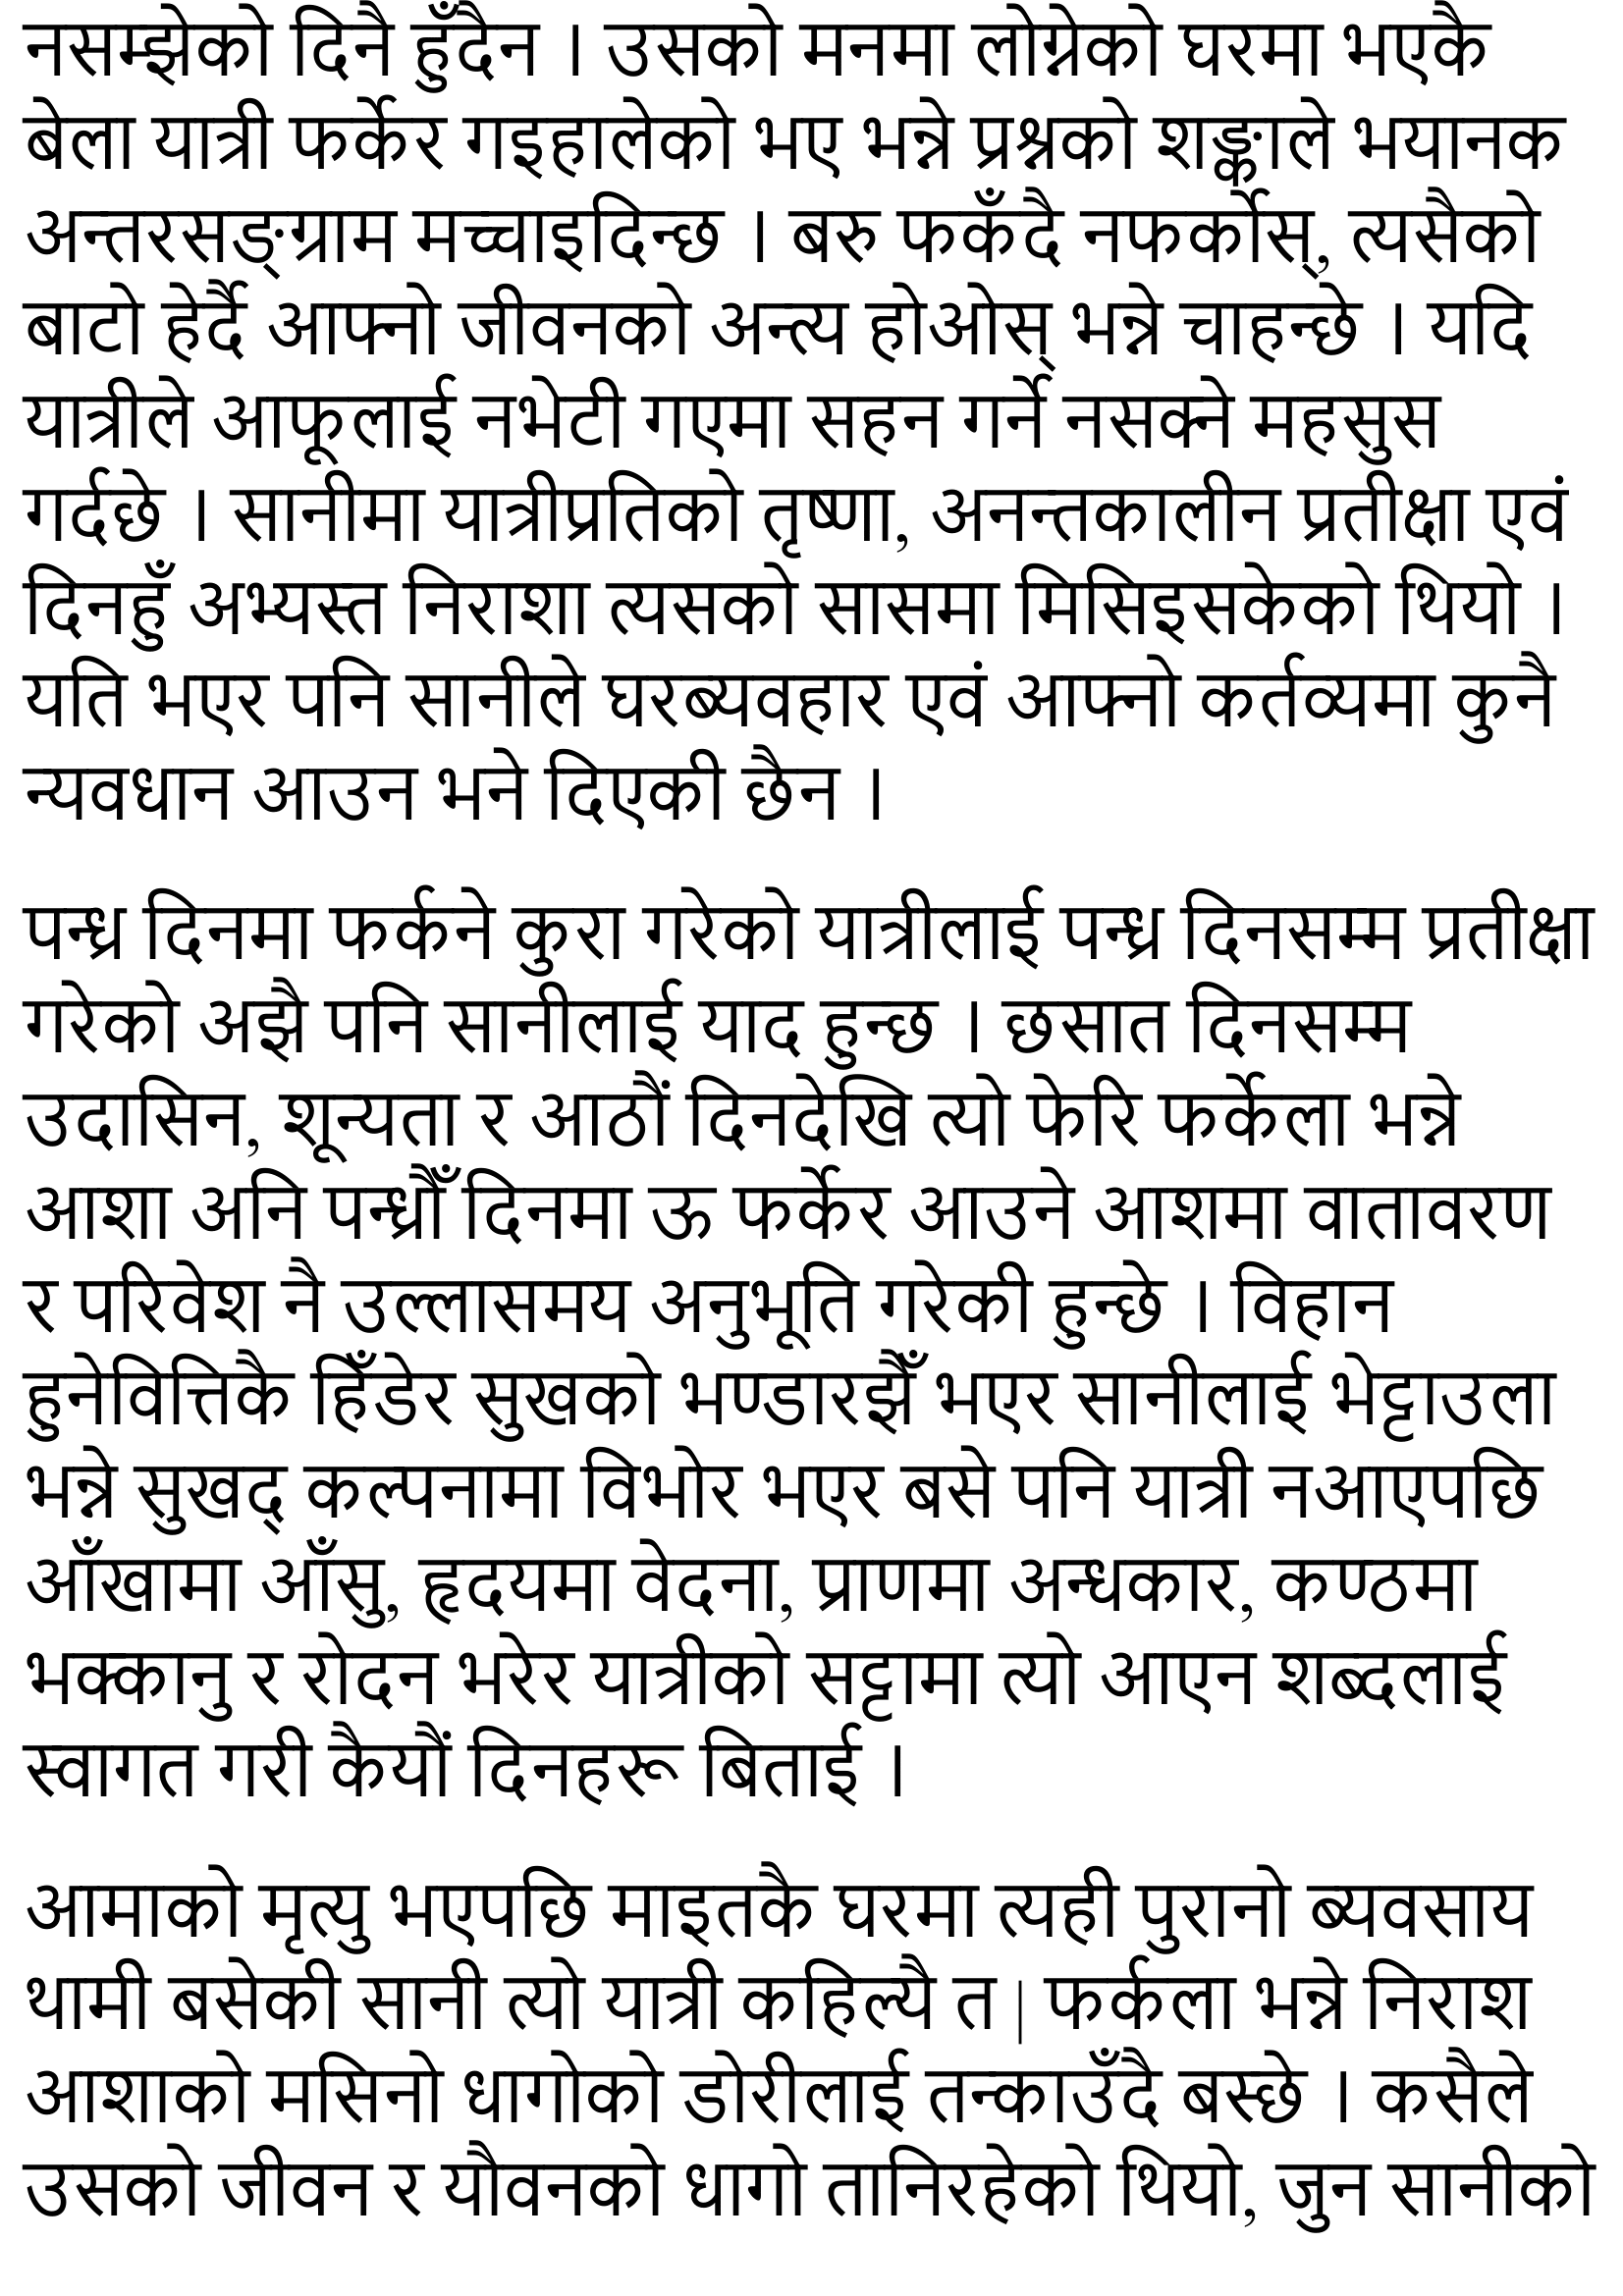 नसम्झेको दिनै हुँदैन । उसको मनमा लोग्नेको घरमा भएकै
बेला यात्री फर्केर गइहालेको भए भन्ने प्रश्नको शङ्काले भयानक
अन्तरसङ्ग्राम मच्चाइदिन्छ । बरु फकँदै नफर्कोस्, त्यसैको
बाटो हेर्दै आफ्नो जीवनको अन्त्य होओस् भन्ने चाहन्छे । यदि
यात्रीले आफूलाई नभेटी गएमा सहन गर्ने नसक्ने महसुस
गर्दछे । सानीमा यात्रीप्रतिको तृष्णा, अनन्तकालीन प्रतीक्षा एवं
दिनहुँ अभ्यस्त निराशा त्यसको सासमा मिसिइसकेको थियो ।
यति भएर पनि सानीले घरब्यवहार एवं आफ्नो कर्तव्यमा कुनै
न्यवधान आउन भने दिएकी छैन ।
पन्ध्र दिनमा फर्कने कुरा गरेको यात्रीलाई पन्ध्र दिनसम्म प्रतीक्षा
गरेको अझै पनि सानीलाई याद हुन्छ । छसात दिनसम्म
उदासिन, शून्यता र आठौं दिनदेखि त्यो फेरि फर्केला भन्ने
आशा अनि पन्ध्रौँ दिनमा ऊ फर्केर आउने आशमा वातावरण
र परिवेश नै उल्लासमय अनुभूति गरेकी हुन्छे । विहान
हुनेवित्तिकै हिँडेर सुखको भण्डारझैँ भएर सानीलाई भेट्टाउला
भन्ने सुखद् कल्पनामा विभोर भएर बसे पनि यात्री नआएपछि
आँखामा आँसु, हृदयमा वेदना, प्राणमा अन्धकार, कण्ठमा
भक्कानु र रोदन भरेर यात्रीको सट्टामा त्यो आएन शब्दलाई
स्वागत गरी कैयौं दिनहरू बिताई ।
आमाको मृत्यु भएपछि माइतकै घरमा त्यही पुरानो ब्यवसाय
थामी बसेकी सानी त्यो यात्री कहिल्यै त | फर्कला भन्ने निराश
आशाको मसिनो धागोको डोरीलाई तन्काउँदै बस्छे । कसैले
उसको जीवन र यौवनको धागो तानिरहेको थियो, जुन सानीको